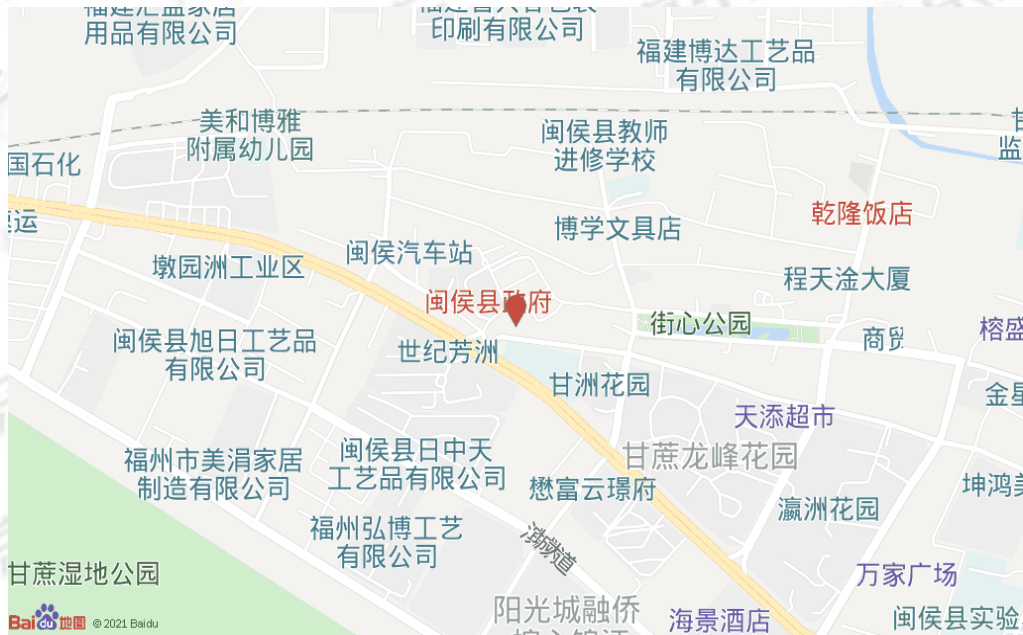 用品有限公司
印刷有限公司
福建博达工艺品
有限公司
美和博雅
附属幼儿园
闽侯县教师
进修学校
国石化
乾隆饭店
博学文具店
闽侯汽车站
墩园洲工业区
程天淦大厦
闽侯县政府
街心公园
闽侯县旭日工艺品
有限公司
世纪芳洲
商贸
榕盛
甘洲花园
金星
天添超市
闽侯县日中天
工艺品有限公司
甘蔗龙峰花园
福州市美涓家居
制造有限公司
懋富云璟府
坤鸿美
瀛洲花园
福州弘博工艺
有限公司
甘蔗湿地公园
万家广场
阳光城融侨
海景酒店
闽侯县实验
Bai du 地图 © 2021 Baidu